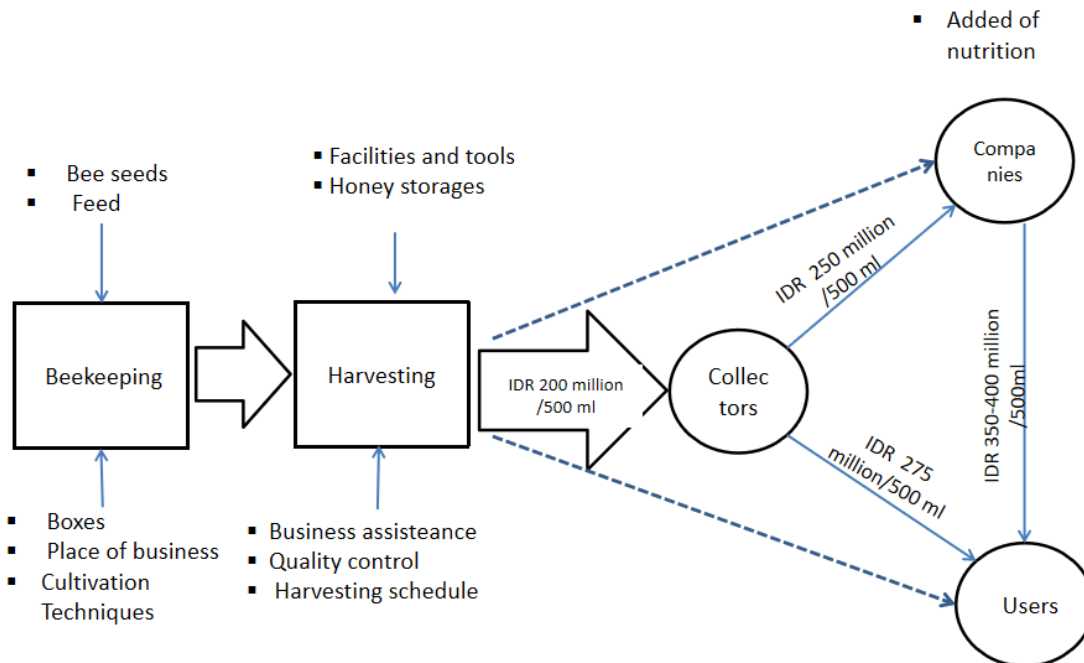 ▪ Added of
nutrition
Compa
nies
▪ Bee seeds
▪ Feed
▪ Facilities and tools
▪ Honey storages
IDR 250 million
/500 ml
Beekeeping
Harvesting
IDR 200 million
/500 ml
Collec
tors
IDR 350-400 million
/500ml
IDR 275
million/500 ml
▪ Boxes
▪ Place of business
▪ Cultivation
Techniques
▪ Business assisteance
▪ Quality control
▪ Harvesting schedule
Users